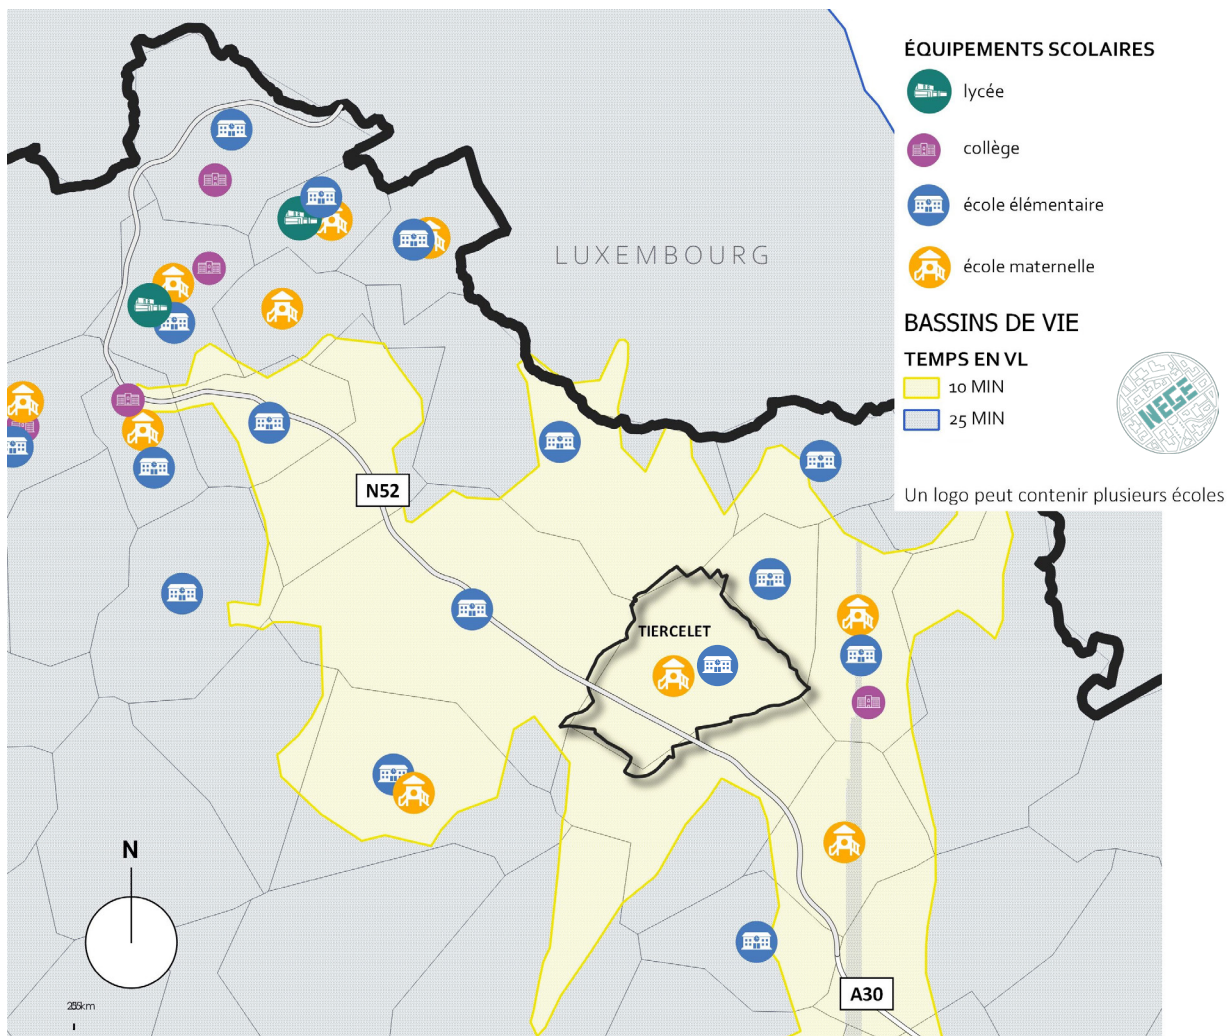 ÉQUIPEMENTS SCOLAIRES
lycée
collège
école élémentaire
école maternelle
BASSINS DE VIE
TEMPS EN VL
10 MIN
25 MIN
NEGE
Un logo peut contenir plusieurs écoles
LUXEMBOURG
N52
TIERCELET
N
A30